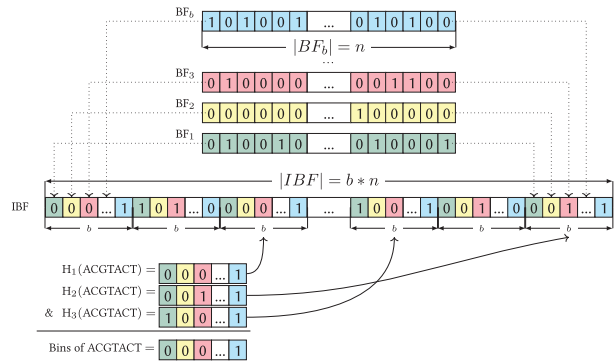 BF_b 1 0 1 0 0 1 ... 0 1 0 1 0 0
|BF_b| = n
...
BF_3 0 1 0 0 0 0 ... 0 0 1 1 0 0
BF_2 0 0 0 0 0 0 ... 1 0 0 0 0 0
BF_1 0 1 0 0 1 0 ... 0 1 0 0 0 1
|IBF| = b * n
IBF 0 0 0 ... 1 1 0 1 ... 0 0 0 0 ... 1 ... 1 0 0 ... 1 0 0 1 ... 0 0 0 1 ... 1
b b b b b b
H_1(ACGTACT) = 0 0 0 ... 1
H_2(ACGTACT) = 0 0 1 ... 1
& H_3(ACGTACT) = 1 0 0 ... 1
Bins of ACGTACT = 0 0 0 ... 1